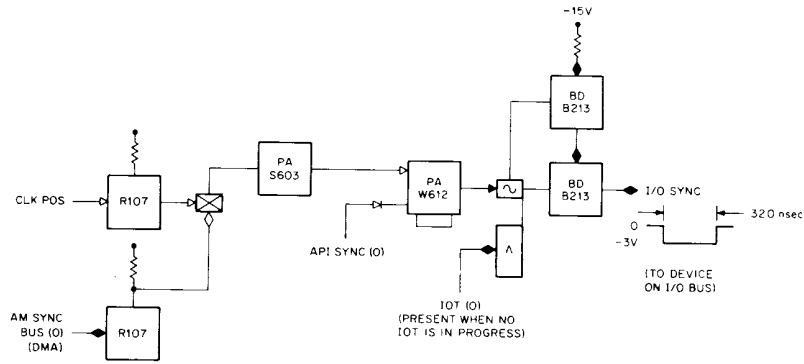 -15V
BD
B213
PA
S603
BD
B213
PA
W612
R107
CLK POS
I/O SYNC
320 nsec
0
-3V
API SYNC (0)
Λ
(TO DEVICE
ON I/O BUS)
IOT (0)
(PRESENT WHEN NO
IOT IS IN PROGRESS)
AM SYNC
BUS (0)
(DMA)
R107